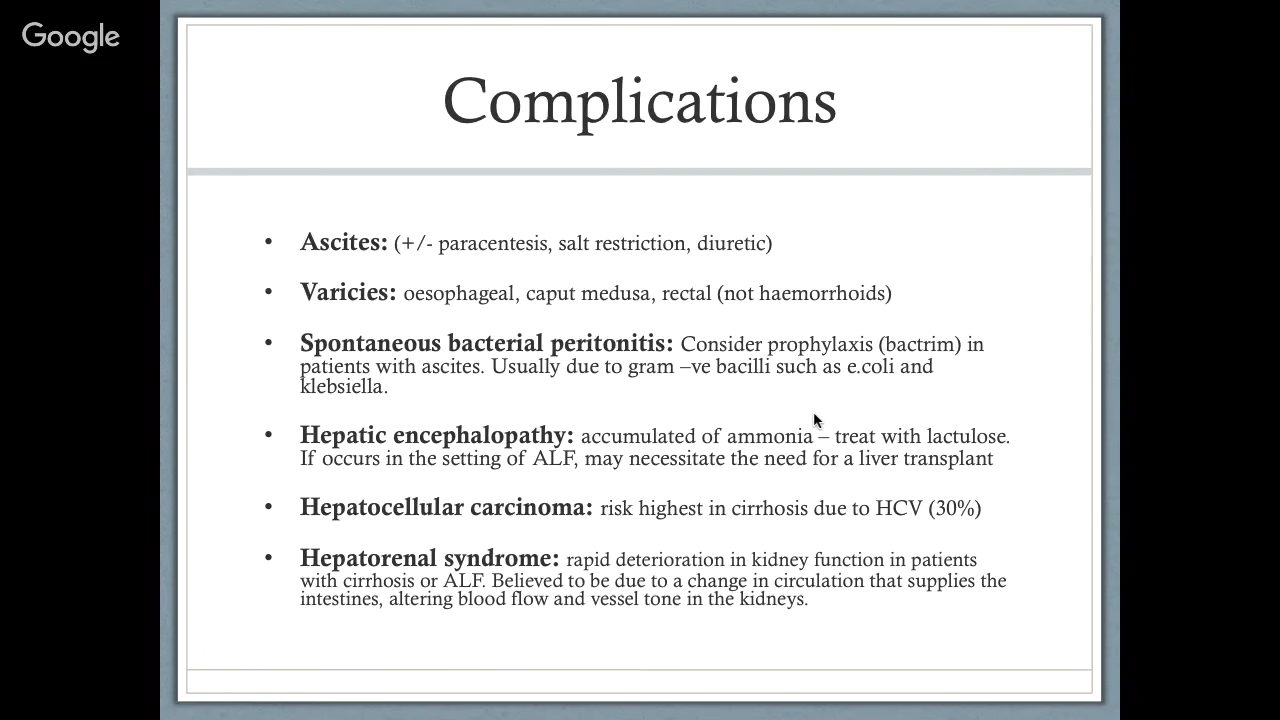 Google
Complications
• Ascites: (+/- paracentesis, salt restriction, diuretic)
• Varicies: oesophageal, caput medusa, rectal (not haemorrhoids)
• Spontaneous bacterial peritonitis: Consider prophylaxis (bactrim) in
patients with ascites. Usually due to gram –ve bacilli such as e.coli and
klebsiella.
• Hepatic encephalopathy: accumulated of ammonia – treat with lactulose.
If occurs in the setting of ALF, may necessitate the need for a liver transplant
• Hepatocellular carcinoma: risk highest in cirrhosis due to HCV (30%)
• Hepatorenal syndrome: rapid deterioration in kidney function in patients
with cirrhosis or ALF. Believed to be due to a change in circulation that supplies the
intestines, altering blood flow and vessel tone in the kidneys.